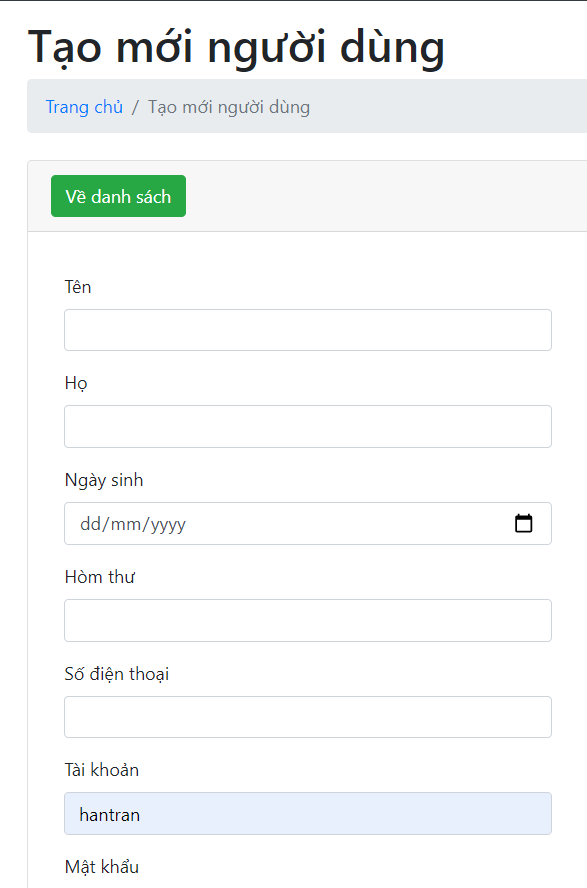 Tạo mới người dùng
Trang chủ / Tạo mới người dùng
Về danh sách
Tên
Họ
Ngày sinh
dd/mm/yyyy
Hòm thư
Số điện thoại
Tài khoản
hantran
Mật khẩu